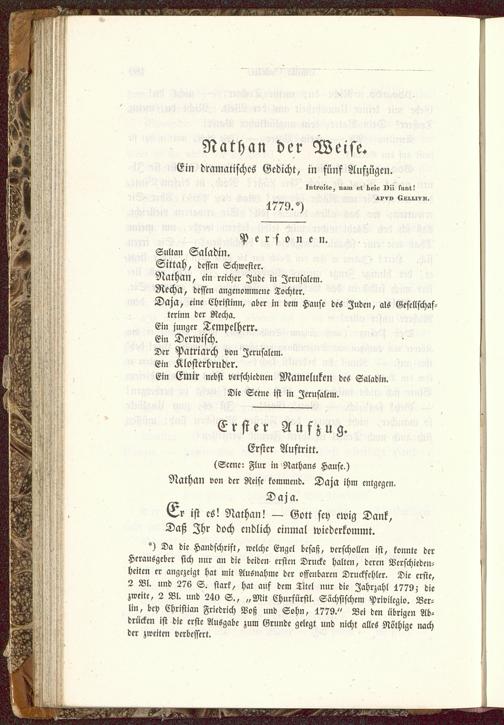 Nathan der Weise.
Ein dramatisches Gedicht, in fünf Aufzügen.
Introite, nam et heic Dii sunt!
APVD GELLIVM.
1779.*)
Personen.
Sultan Saladin.
Sittah, dessen Schwester.
Nathan, ein reicher Jude in Jerusalem.
Recha, dessen angenommene Tochter.
Daja, eine Christinn, aber in dem Hause des Juden, als Gesellschaf-
terinn der Recha.
Ein junger Tempelherr.
Ein Derwisch.
Der Patriarch von Jerusalem.
Ein Klosterbruder.
Ein Emir nebst verschiednen Mameluken des Saladin.
Die Scene ist in Jerusalem.
Erster Aufzug.
Erster Auftritt.
(Scene: Flur in Nathans Hause.)
Nathan von der Reise kommend. Daja ihm entgegen.
Daja.
Er ist es! Nathan! — Gott sey ewig Dank,
Daß Ihr doch endlich einmal wiederkommt.
*) Da die Handschrift, welche Engel besaß, verschollen ist, konnte der
Herausgeber sich nur an die beiden ersten Drucke halten, deren Verschieden-
heiten er angezeigt hat mit Ausnahme der offenbaren Druckfehler. Die erste,
2 Bl. und 276 S. stark, hat auf dem Titel nur die Jahrzahl 1779; die
zweite, 2 Bl. und 240 S., „Mit Churfürstl. Sächsischem Privilegio. Ber-
lin, bey Christian Friedrich Voß und Sohn, 1779.“ Bei den übrigen Ab-
drücken ist die erste Ausgabe zum Grunde gelegt und nicht alles Nöthige nach
der zweiten verbessert.